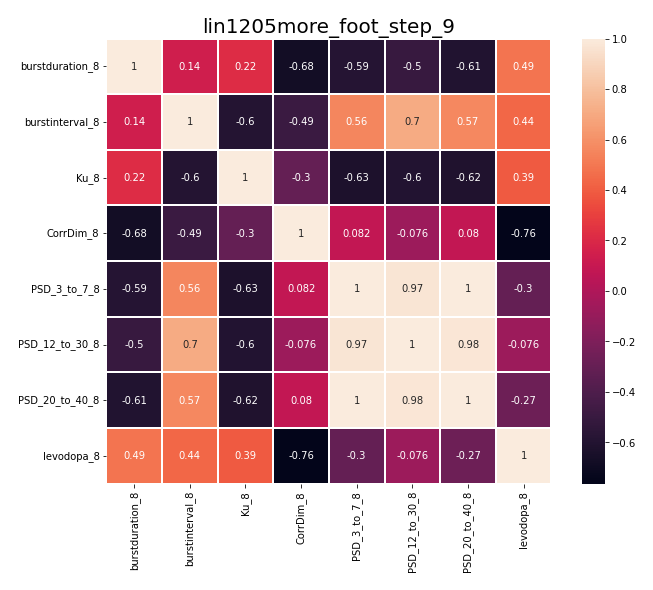 lin1205more_foot_step_9
burstduration_8 1 0.14 0.22 -0.68 -0.59 -0.5 -0.61 0.49
burstinterval_8 0.14 1 -0.6 -0.49 0.56 0.7 0.57 0.44
Ku_8 0.22 -0.6 1 -0.3 -0.63 -0.6 -0.62 0.39
CorrDim_8 -0.68 -0.49 -0.3 1 0.082 -0.076 0.08 -0.76
PSD_3_to_7_8 -0.59 0.56 -0.63 0.082 1 0.97 1 -0.3
PSD_12_to_30_8 -0.5 0.7 -0.6 -0.076 0.97 1 0.98 -0.076
PSD_20_to_40_8 -0.61 0.57 -0.62 0.08 1 0.98 1 -0.27
levodopa_8 0.49 0.44 0.39 -0.76 -0.3 -0.076 -0.27 1
burstduration_8
burstinterval_8
Ku_8
CorrDim_8
PSD_3_to_7_8
PSD_12_to_30_8
PSD_20_to_40_8
levodopa_8
1.0
0.8
0.6
0.4
0.2
0.0
−0.2
−0.4
−0.6